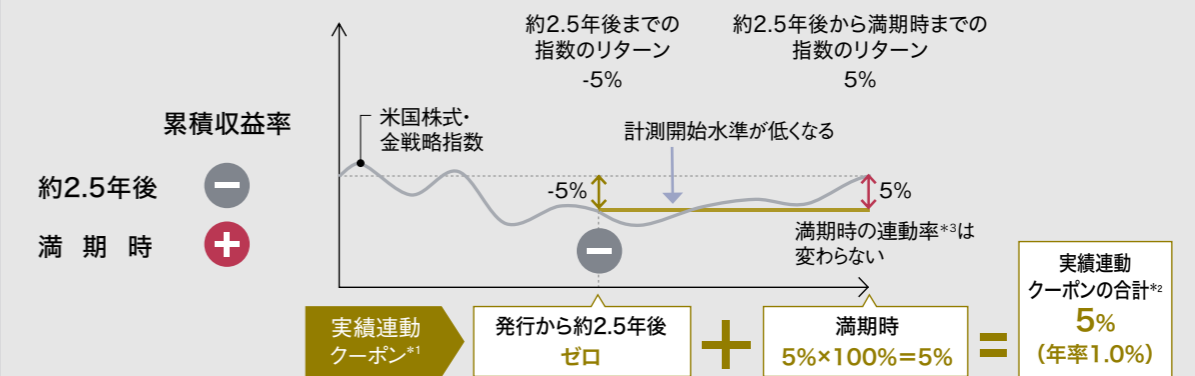 約2.5年後までの
指数のリターン
-5%
約2.5年後から満期時までの
指数のリターン
5%
累積収益率
米国株式・
金戦略指数
計測開始水準が低くなる
約2.5年後
-5%
5%
満期時
満期時の連動率*3は
変わらない
実績連動
クーポン*1
発行から約2.5年後
ゼロ
満期時
5%×100%=5%
実績連動
クーポンの合計*2
5%
(年率1.0%)